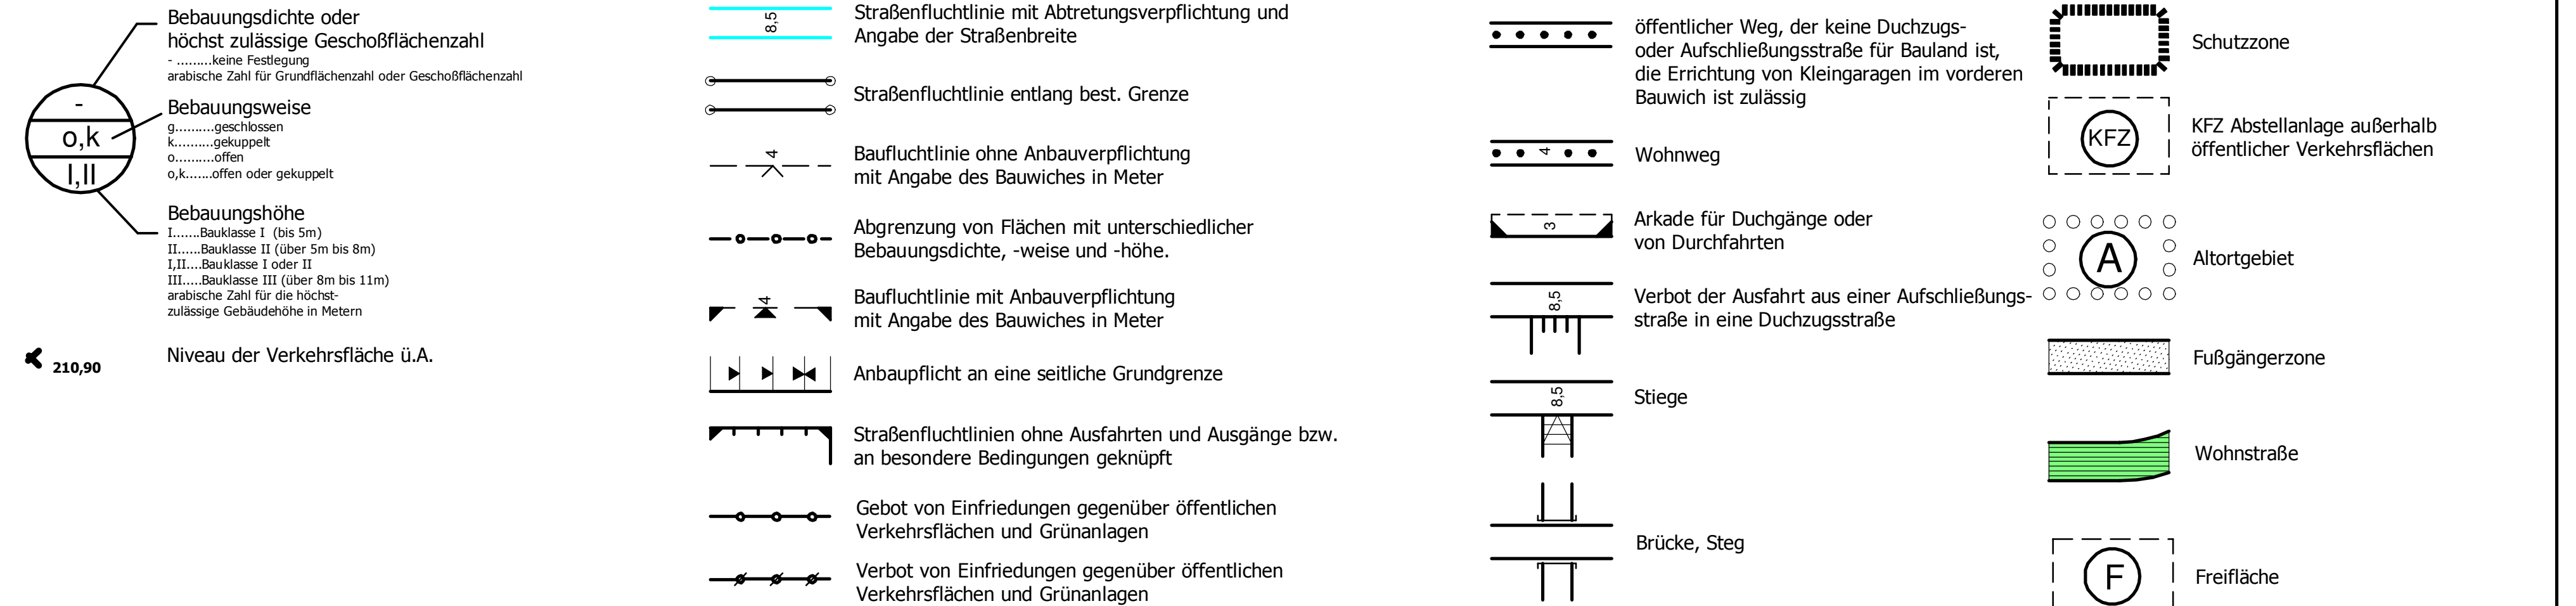 Bebauungsdichte oder
höchst zulässige Geschoßflächenzahl
- .........keine Festlegung
arabische Zahl für Grundflächenzahl oder Geschoßflächenzahl
-
o,k
I,II
Bebauungsweise
g..........geschlossen
k..........gekuppelt
o..........offen
o,k.......offen oder gekuppelt
Bebauungshöhe
I.......Bauklasse I (bis 5m)
II......Bauklasse II (über 5m bis 8m)
I,II....Bauklasse I oder II
III.....Bauklasse III (über 8m bis 11m)
arabische Zahl für die höchst-
zulässige Gebäudehöhe in Metern
210,90
Niveau der Verkehrsfläche ü.A.
8,5
Straßenfluchtlinie mit Abtretungsverpflichtung und
Angabe der Straßenbreite
Straßenfluchtlinie entlang best. Grenze
4
Baufluchtlinie ohne Anbauverpflichtung
mit Angabe des Bauwiches in Meter
Abgrenzung von Flächen mit unterschiedlicher
Bebauungsdichte, -weise und -höhe.
4
Baufluchtlinie mit Anbauverpflichtung
mit Angabe des Bauwiches in Meter
Anbaupflicht an eine seitliche Grundgrenze
Straßenfluchtlinien ohne Ausfahrten und Ausgänge bzw.
an besondere Bedingungen geknüpft
Gebot von Einfriedungen gegenüber öffentlichen
Verkehrsflächen und Grünanlagen
Verbot von Einfriedungen gegenüber öffentlichen
Verkehrsflächen und Grünanlagen
öffentlicher Weg, der keine Duchzugs-
oder Aufschließungsstraße für Bauland ist,
die Errichtung von Kleingaragen im vorderen
Bauwich ist zulässig
4
Wohnweg
3
Arkade für Duchgänge oder
von Durchfahrten
8,5
Verbot der Ausfahrt aus einer Aufschließungs-
straße in eine Duchzugsstraße
8,5
Stiege
Brücke, Steg
Schutzzone
KFZ
KFZ Abstellanlage außerhalb
öffentlicher Verkehrsflächen
A
Altortgebiet
Fußgängerzone
Wohnstraße
F
Freifläche